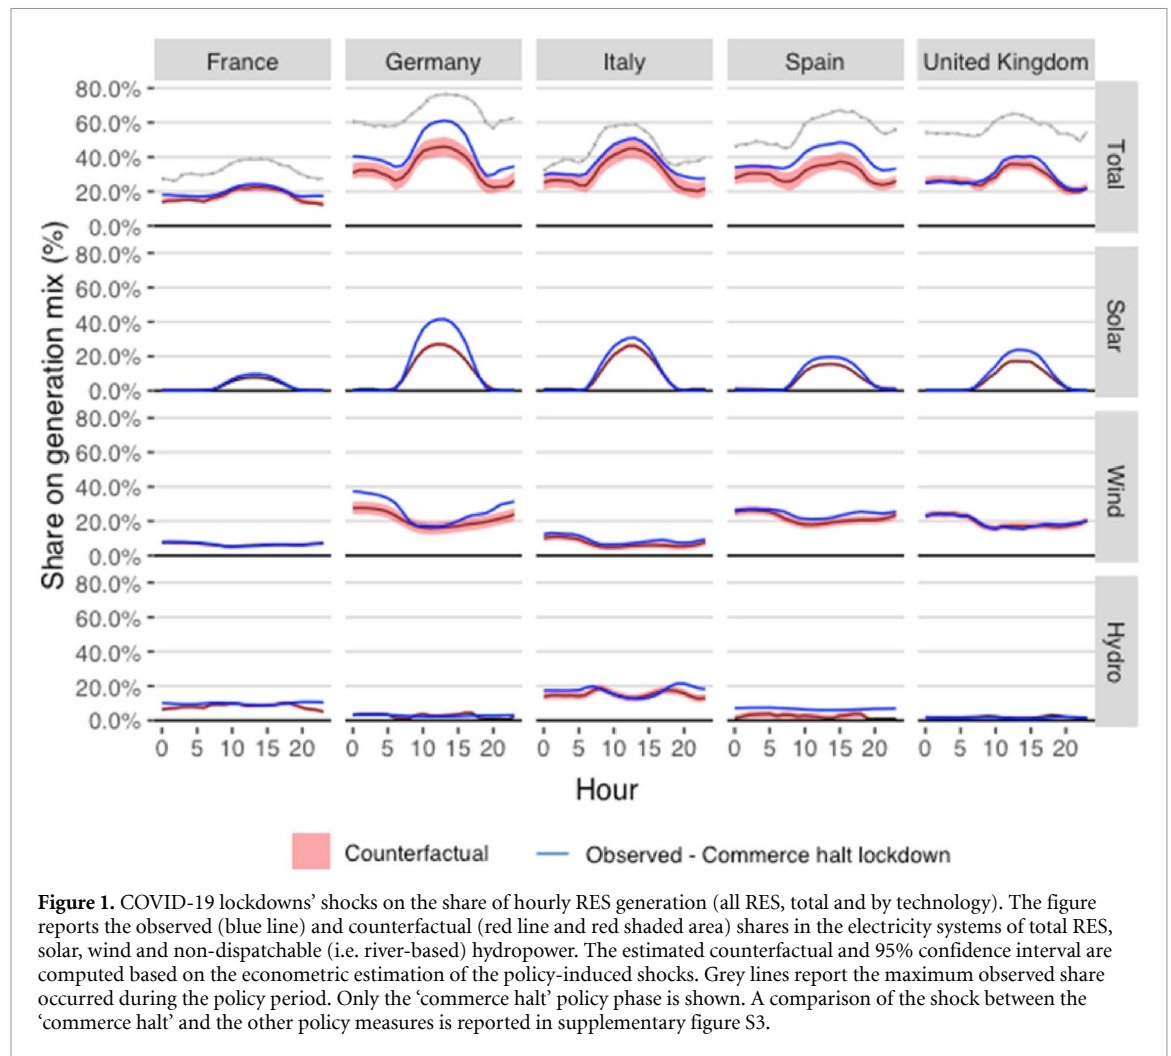 France Germany Italy Spain United Kingdom
80.0%
60.0%
40.0%
20.0%
0.0%
Total
80.0%
60.0%
40.0%
20.0%
0.0%
Solar
80.0%
60.0%
40.0%
20.0%
0.0%
Wind
80.0%
60.0%
40.0%
20.0%
0.0%
Hydro
Share on generation mix (%)
0 5 10 15 20 0 5 10 15 20 0 5 10 15 20 0 5 10 15 20 0 5 10 15 20
Hour
Counterfactual Observed - Commerce halt lockdown
Figure 1. COVID-19 lockdowns’ shocks on the share of hourly RES generation (all RES, total and by technology). The figure
reports the observed (blue line) and counterfactual (red line and red shaded area) shares in the electricity systems of total RES,
solar, wind and non-dispatchable (i.e. river-based) hydropower. The estimated counterfactual and 95% confidence interval are
computed based on the econometric estimation of the policy-induced shocks. Grey lines report the maximum observed share
occurred during the policy period. Only the ‘commerce halt’ policy phase is shown. A comparison of the shock between the
‘commerce halt’ and the other policy measures is reported in supplementary figure S3.